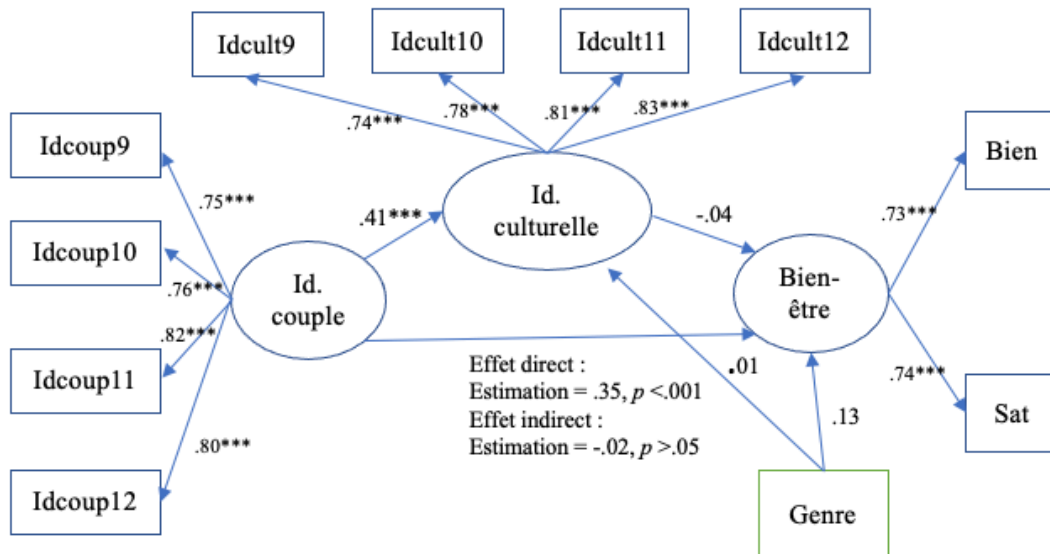 Idcult9
Idcult10
Idcult11
Idcult12
.74***
.78***
.81***
.83***
Idcoup9
Idcoup10
Idcoup11
Idcoup12
.75***
.76***
.82***
.80***
Id.
couple
.41***
Id.
culturelle
-.04
Bien-
être
.73***
.74***
Bien
Sat
Effet direct :
Estimation = .35, p <.001
Effet indirect :
Estimation = -.02, p >.05
.01
.13
Genre